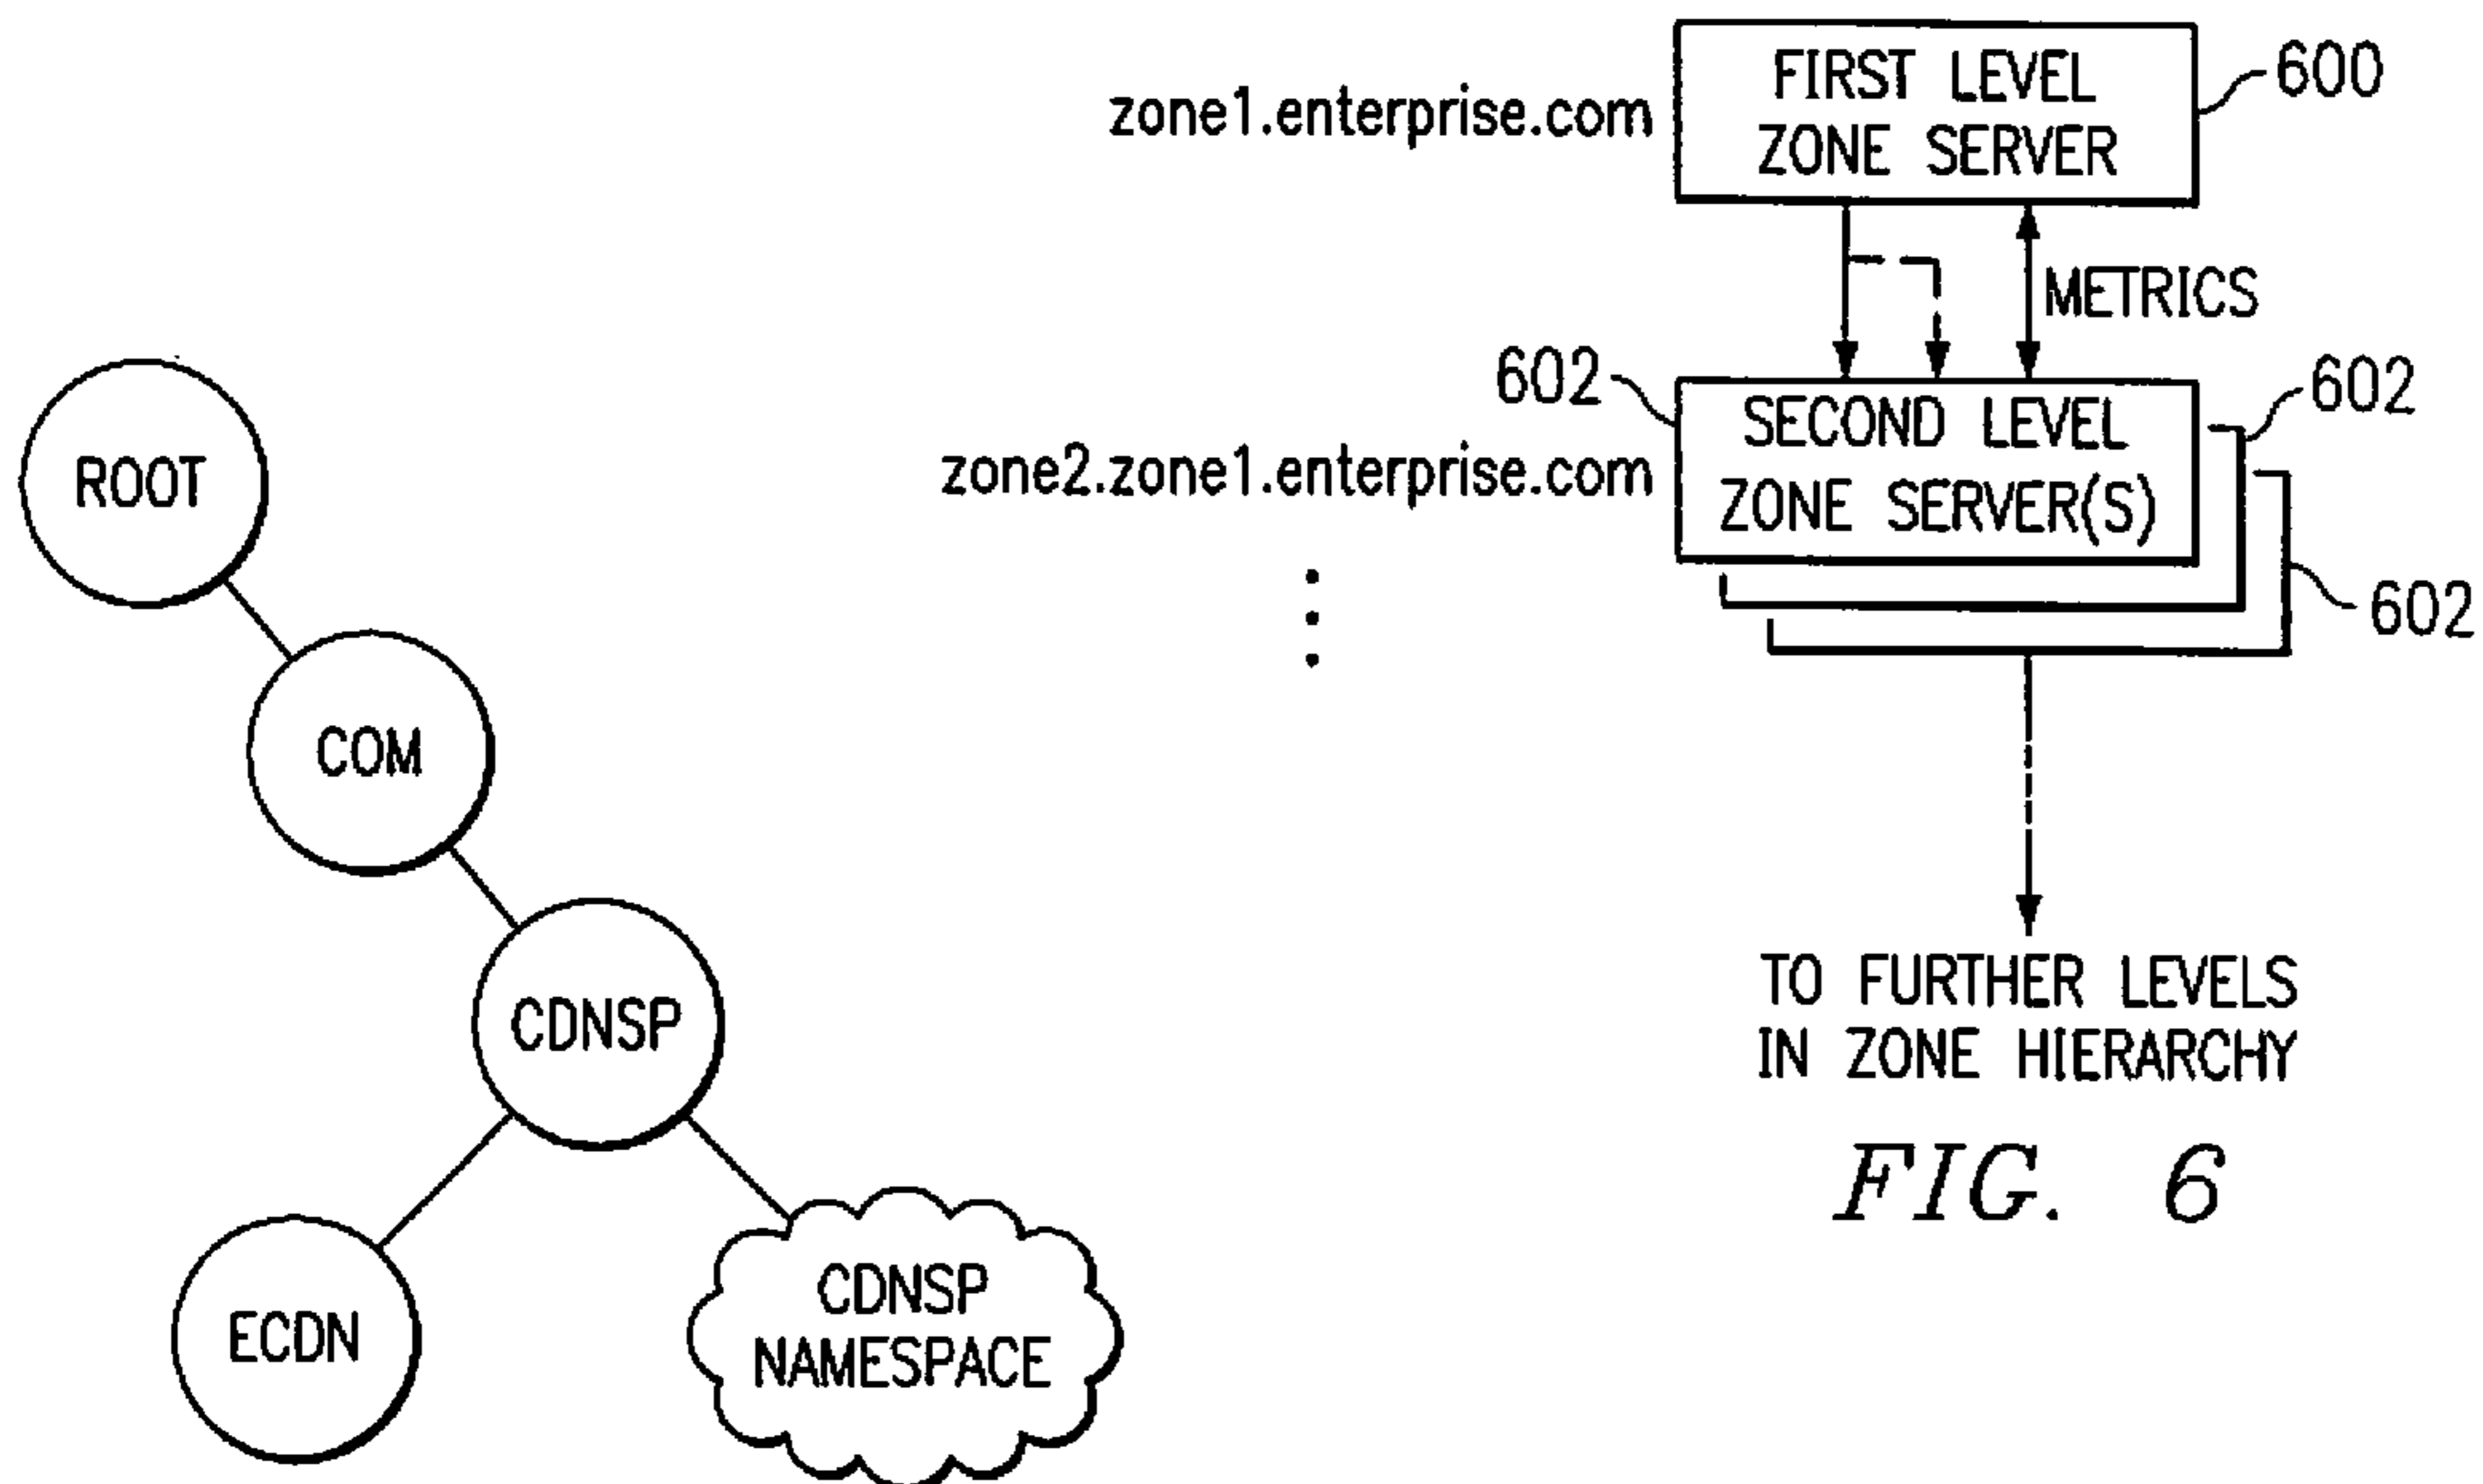 ROOT
COM
CDNSP
ECDN
CDNSP
NAMESPACE
zone1.enterprise.com
FIRST LEVEL
ZONE SERVER
600
METRICS
602
602
zone2.zone1.enterprise.com
SECOND LEVEL
ZONE SERVER(S)
602
TO FURTHER LEVELS
IN ZONE HIERARCHY
FIG. 6